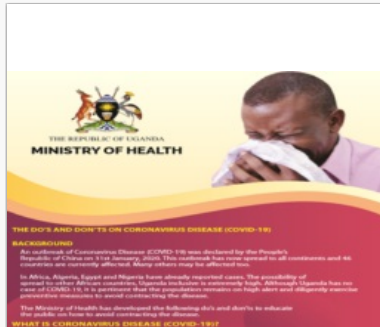 THE REPUBLIC OF UGANDA
MINISTRY OF HEALTH
THE DO'S AND DON'TS ON CORONAVIRUS DISEASE (COVID-19)
BACKGROUND
An outbreak of Coronavirus Disease (COVID-19) was declared by the People's
Republic of China on 31st January, 2020. This outbreak has now spread to all continents and 46
countries are currently affected. Many others may be affected too.
In Africa, Algeria, Egypt and Nigeria have already reported cases. The possibility of
spread to other African countries, Uganda inclusive is extremely high. Although Uganda has no
case of COVID-19, it is pertinent that the population remains on high alert and diligently exercise
preventive measures to avoid contracting the disease.
The Ministry of Health has developed the following do's and don'ts to educate
the public on how to avoid contracting the disease.
WHAT IS CORONAVIRUS DISEASE (COVID-19)?